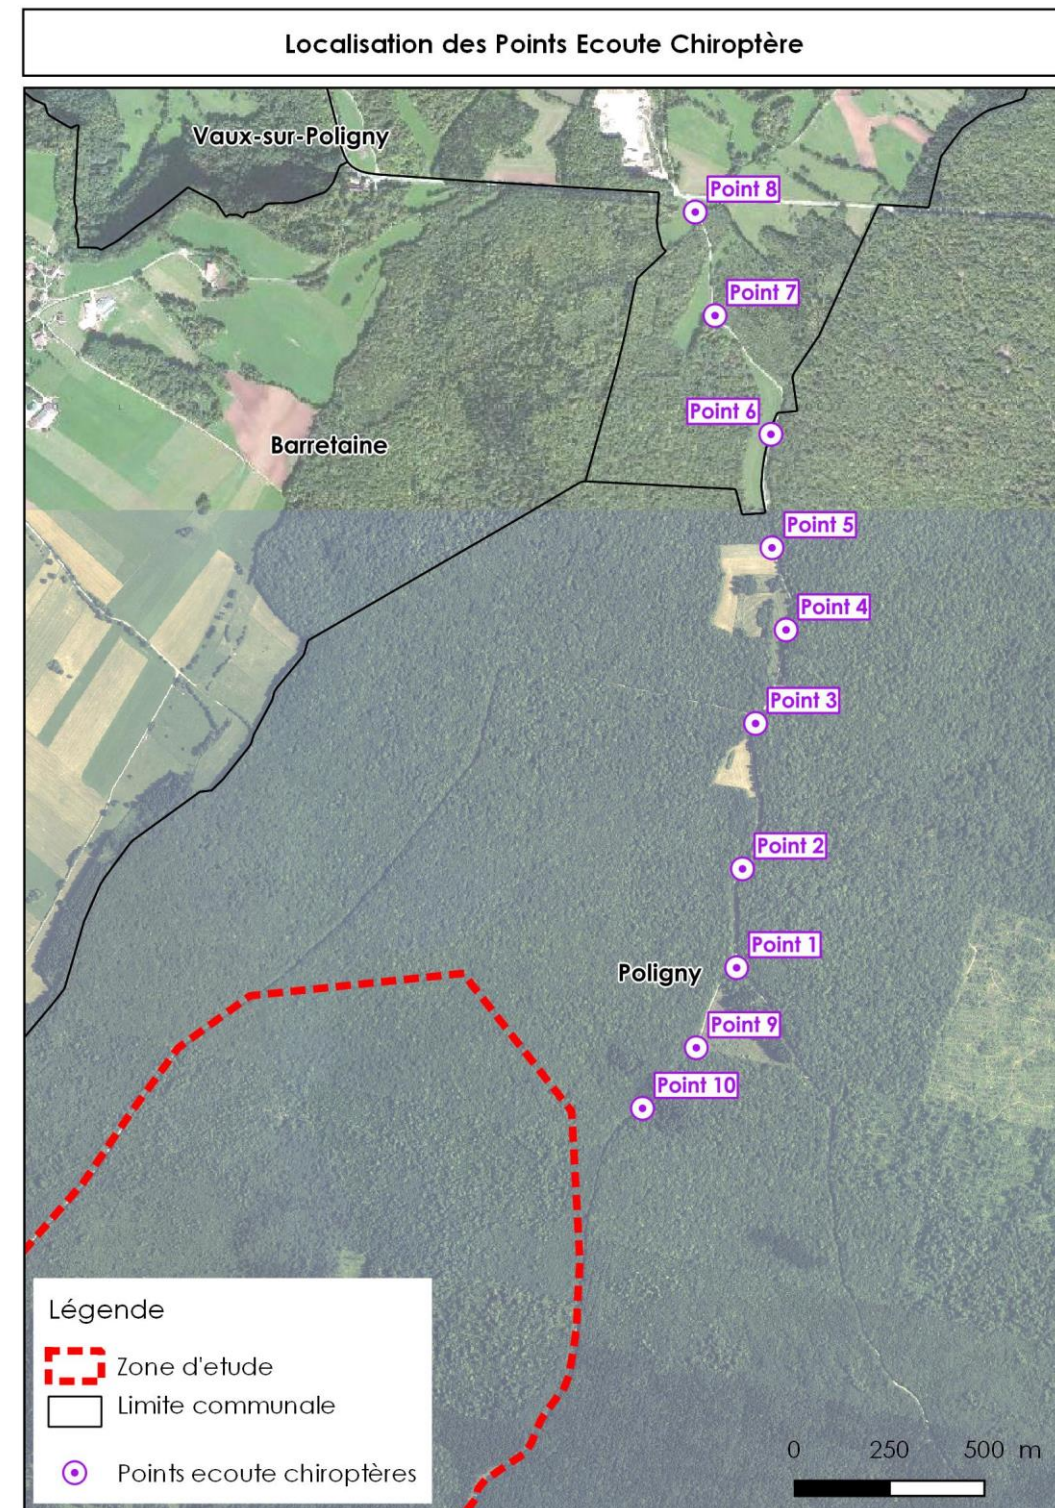 Localisation des Points Ecoute Chiroptère
Vaux-sur-Poligny
Point 8
Point 7
Point 6
Barretaine
Point 5
Point 4
Point 3
Point 2
Point 1
Poligny
Point 9
Point 10
Légende
Zone d'etude
Limite communale
Points ecoute chiroptères
0 250 500 m